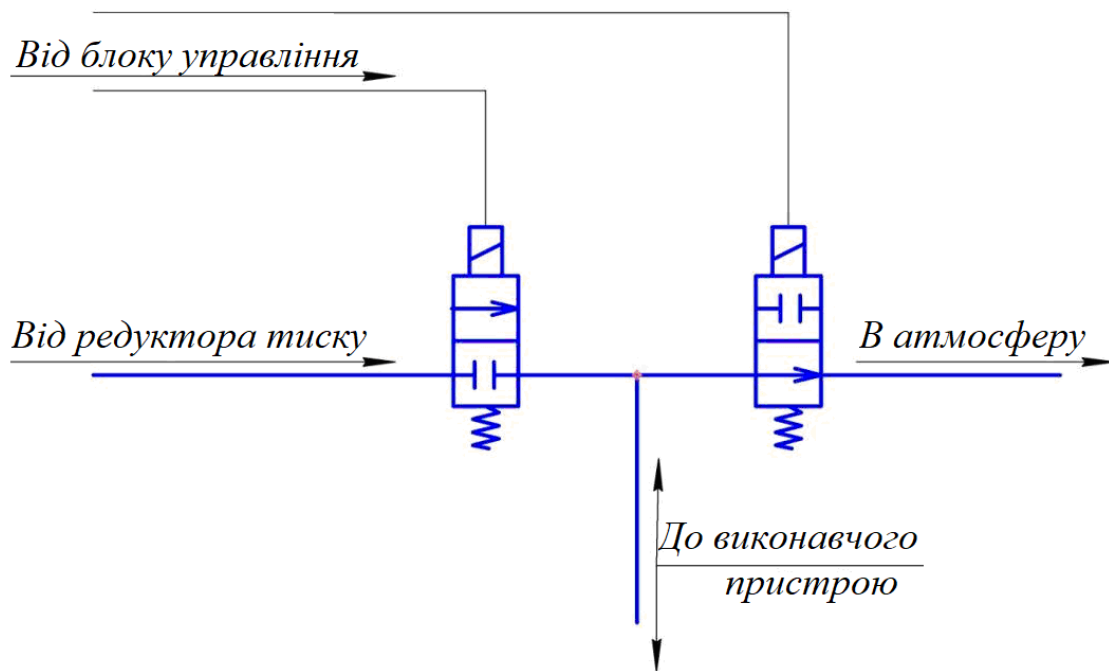 Від блоку управління
Від редуктора тиску
В атмосферу
До виконавчого
пристрою